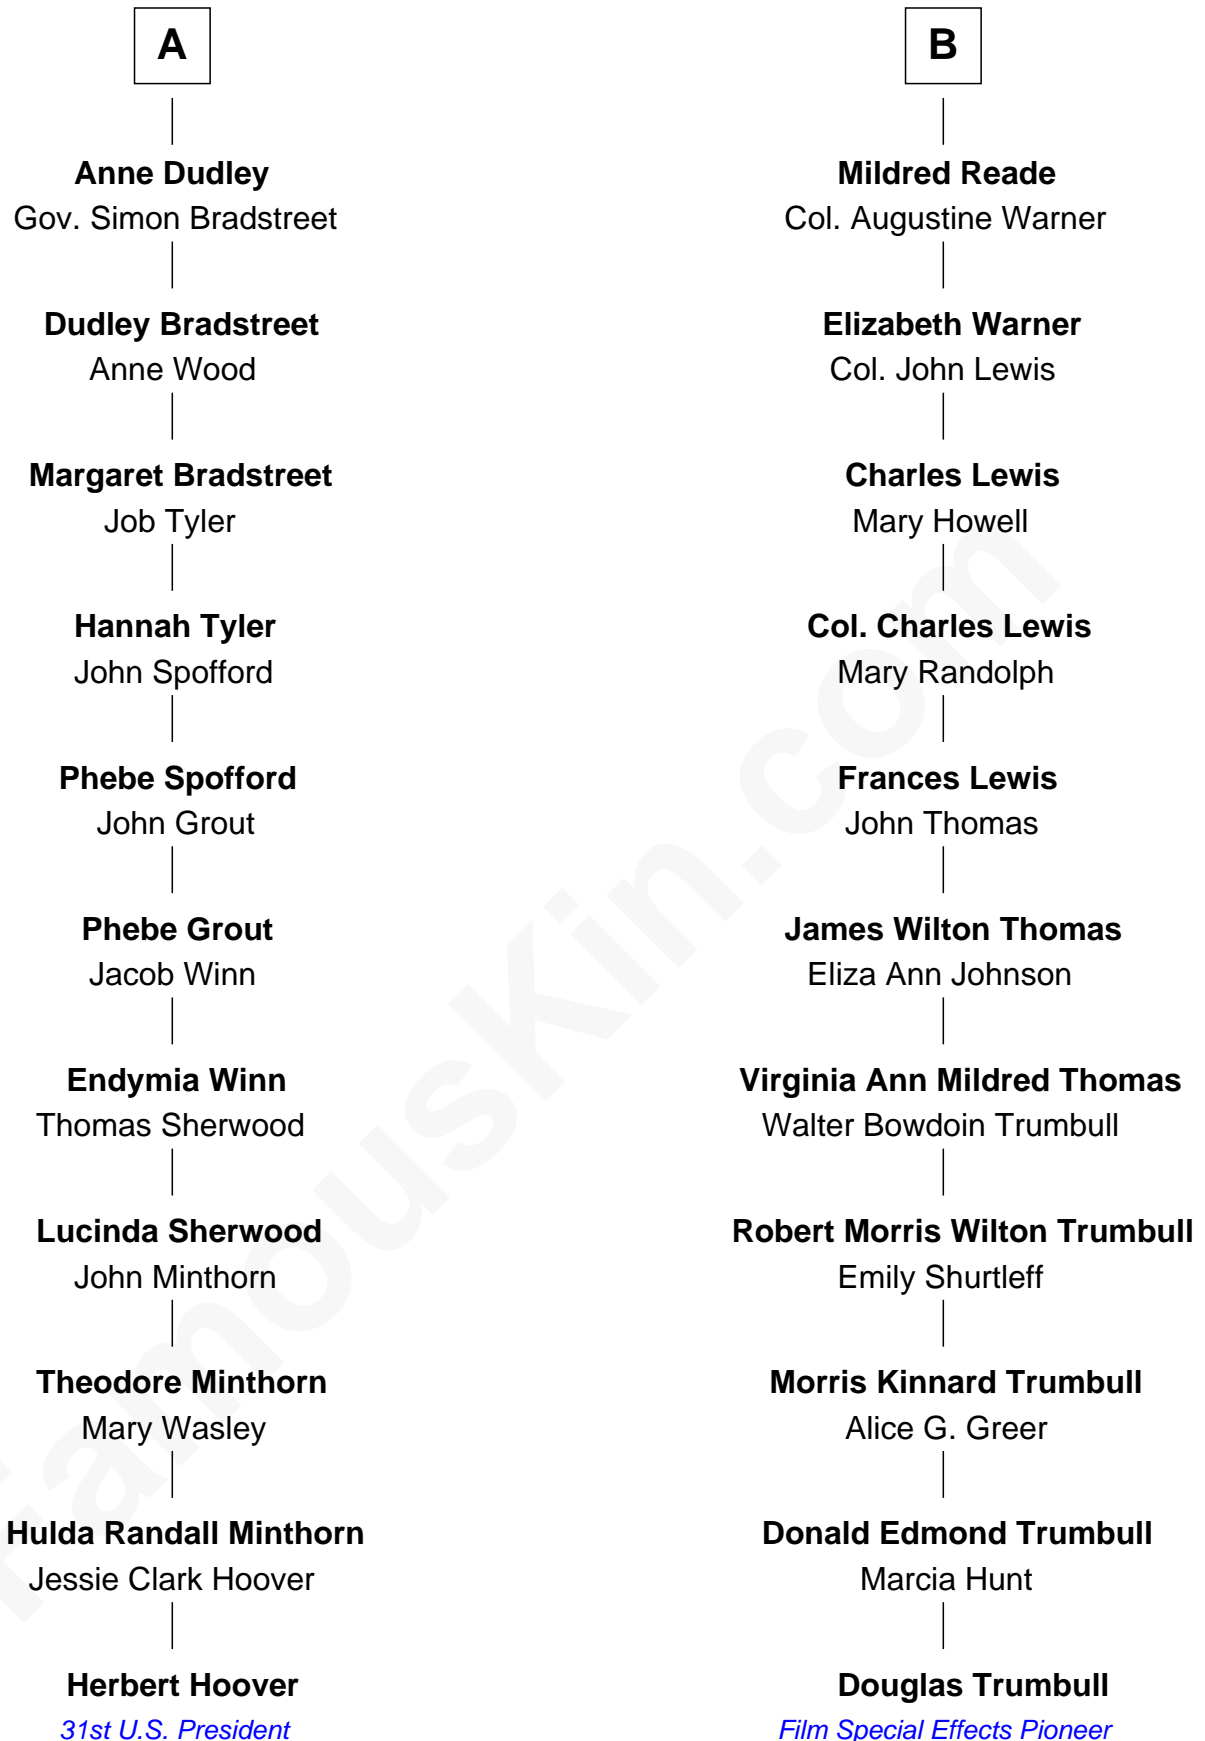 A
Anne Dudley
Gov. Simon Bradstreet
Dudley Bradstreet
Anne Wood
Margaret Bradstreet
Job Tyler
Hannah Tyler
John Spofford
Phebe Spofford
John Grout
Phebe Grout
Jacob Winn
Endymia Winn
Thomas Sherwood
Lucinda Sherwood
John Minthorn
Theodore Minthorn
Mary Wasley
Hulda Randall Minthorn
Jessie Clark Hoover
Herbert Hoover
31st U.S. President
B
Mildred Reade
Col. Augustine Warner
Elizabeth Warner
Col. John Lewis
Charles Lewis
Mary Howell
Col. Charles Lewis
Mary Randolph
Frances Lewis
John Thomas
James Wilton Thomas
Eliza Ann Johnson
Virginia Ann Mildred Thomas
Walter Bowdoin Trumbull
Robert Morris Wilton Trumbull
Emily Shurtleff
Morris Kinnard Trumbull
Alice G. Greer
Donald Edmond Trumbull
Marcia Hunt
Douglas Trumbull
Film Special Effects Pioneer
FamousKin.com